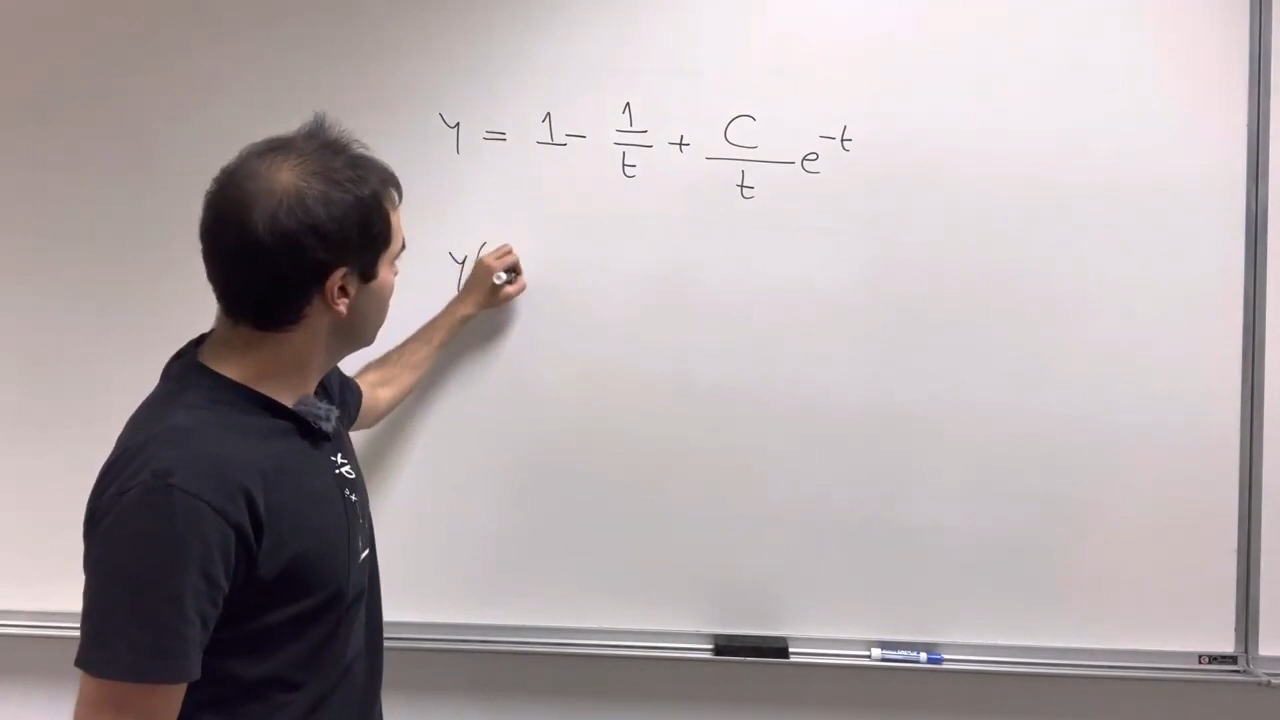 y = 1 - 1/t + C/t e^{-t}
y(